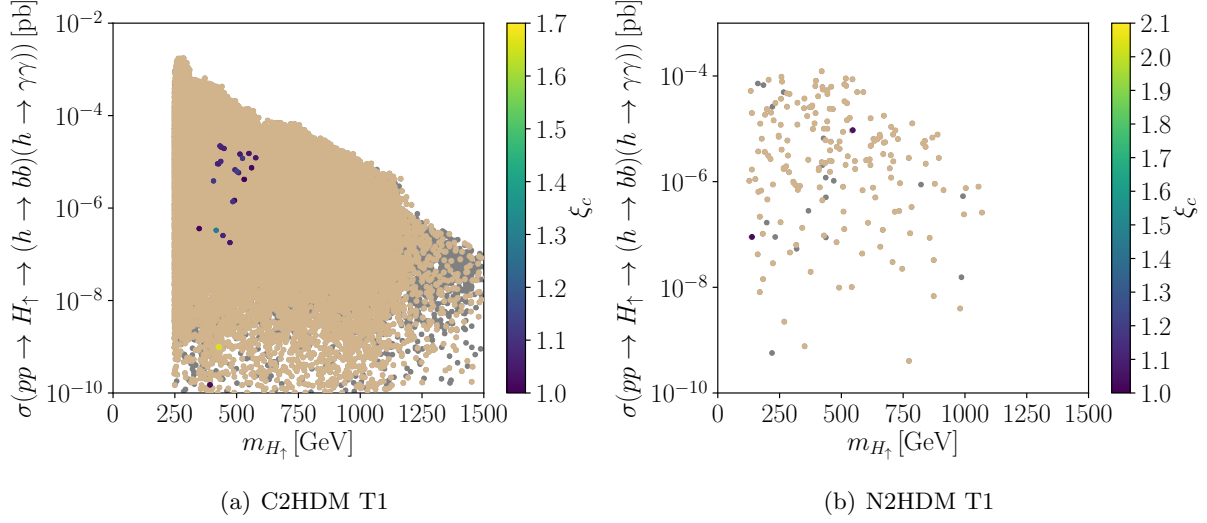 σ(pp → H↑ → (h → bb)(h → γγ)) [pb]
10⁻²
10⁻⁴
10⁻⁶
10⁻⁸
10⁻¹⁰
0 250 500 750 1000 1250 1500
m_{H↑} [GeV]
1.7
1.6
1.5
1.4
1.3
1.2
1.1
1.0
ξ_c
(a) C2HDM T1
σ(pp → H↑ → (h → bb)(h → γγ)) [pb]
10⁻⁴
10⁻⁶
10⁻⁸
10⁻¹⁰
0 250 500 750 1000 1250 1500
m_{H↑} [GeV]
2.1
2.0
1.9
1.8
1.7
1.6
1.5
1.4
1.3
1.2
1.1
1.0
ξ_c
(b) N2HDM T1